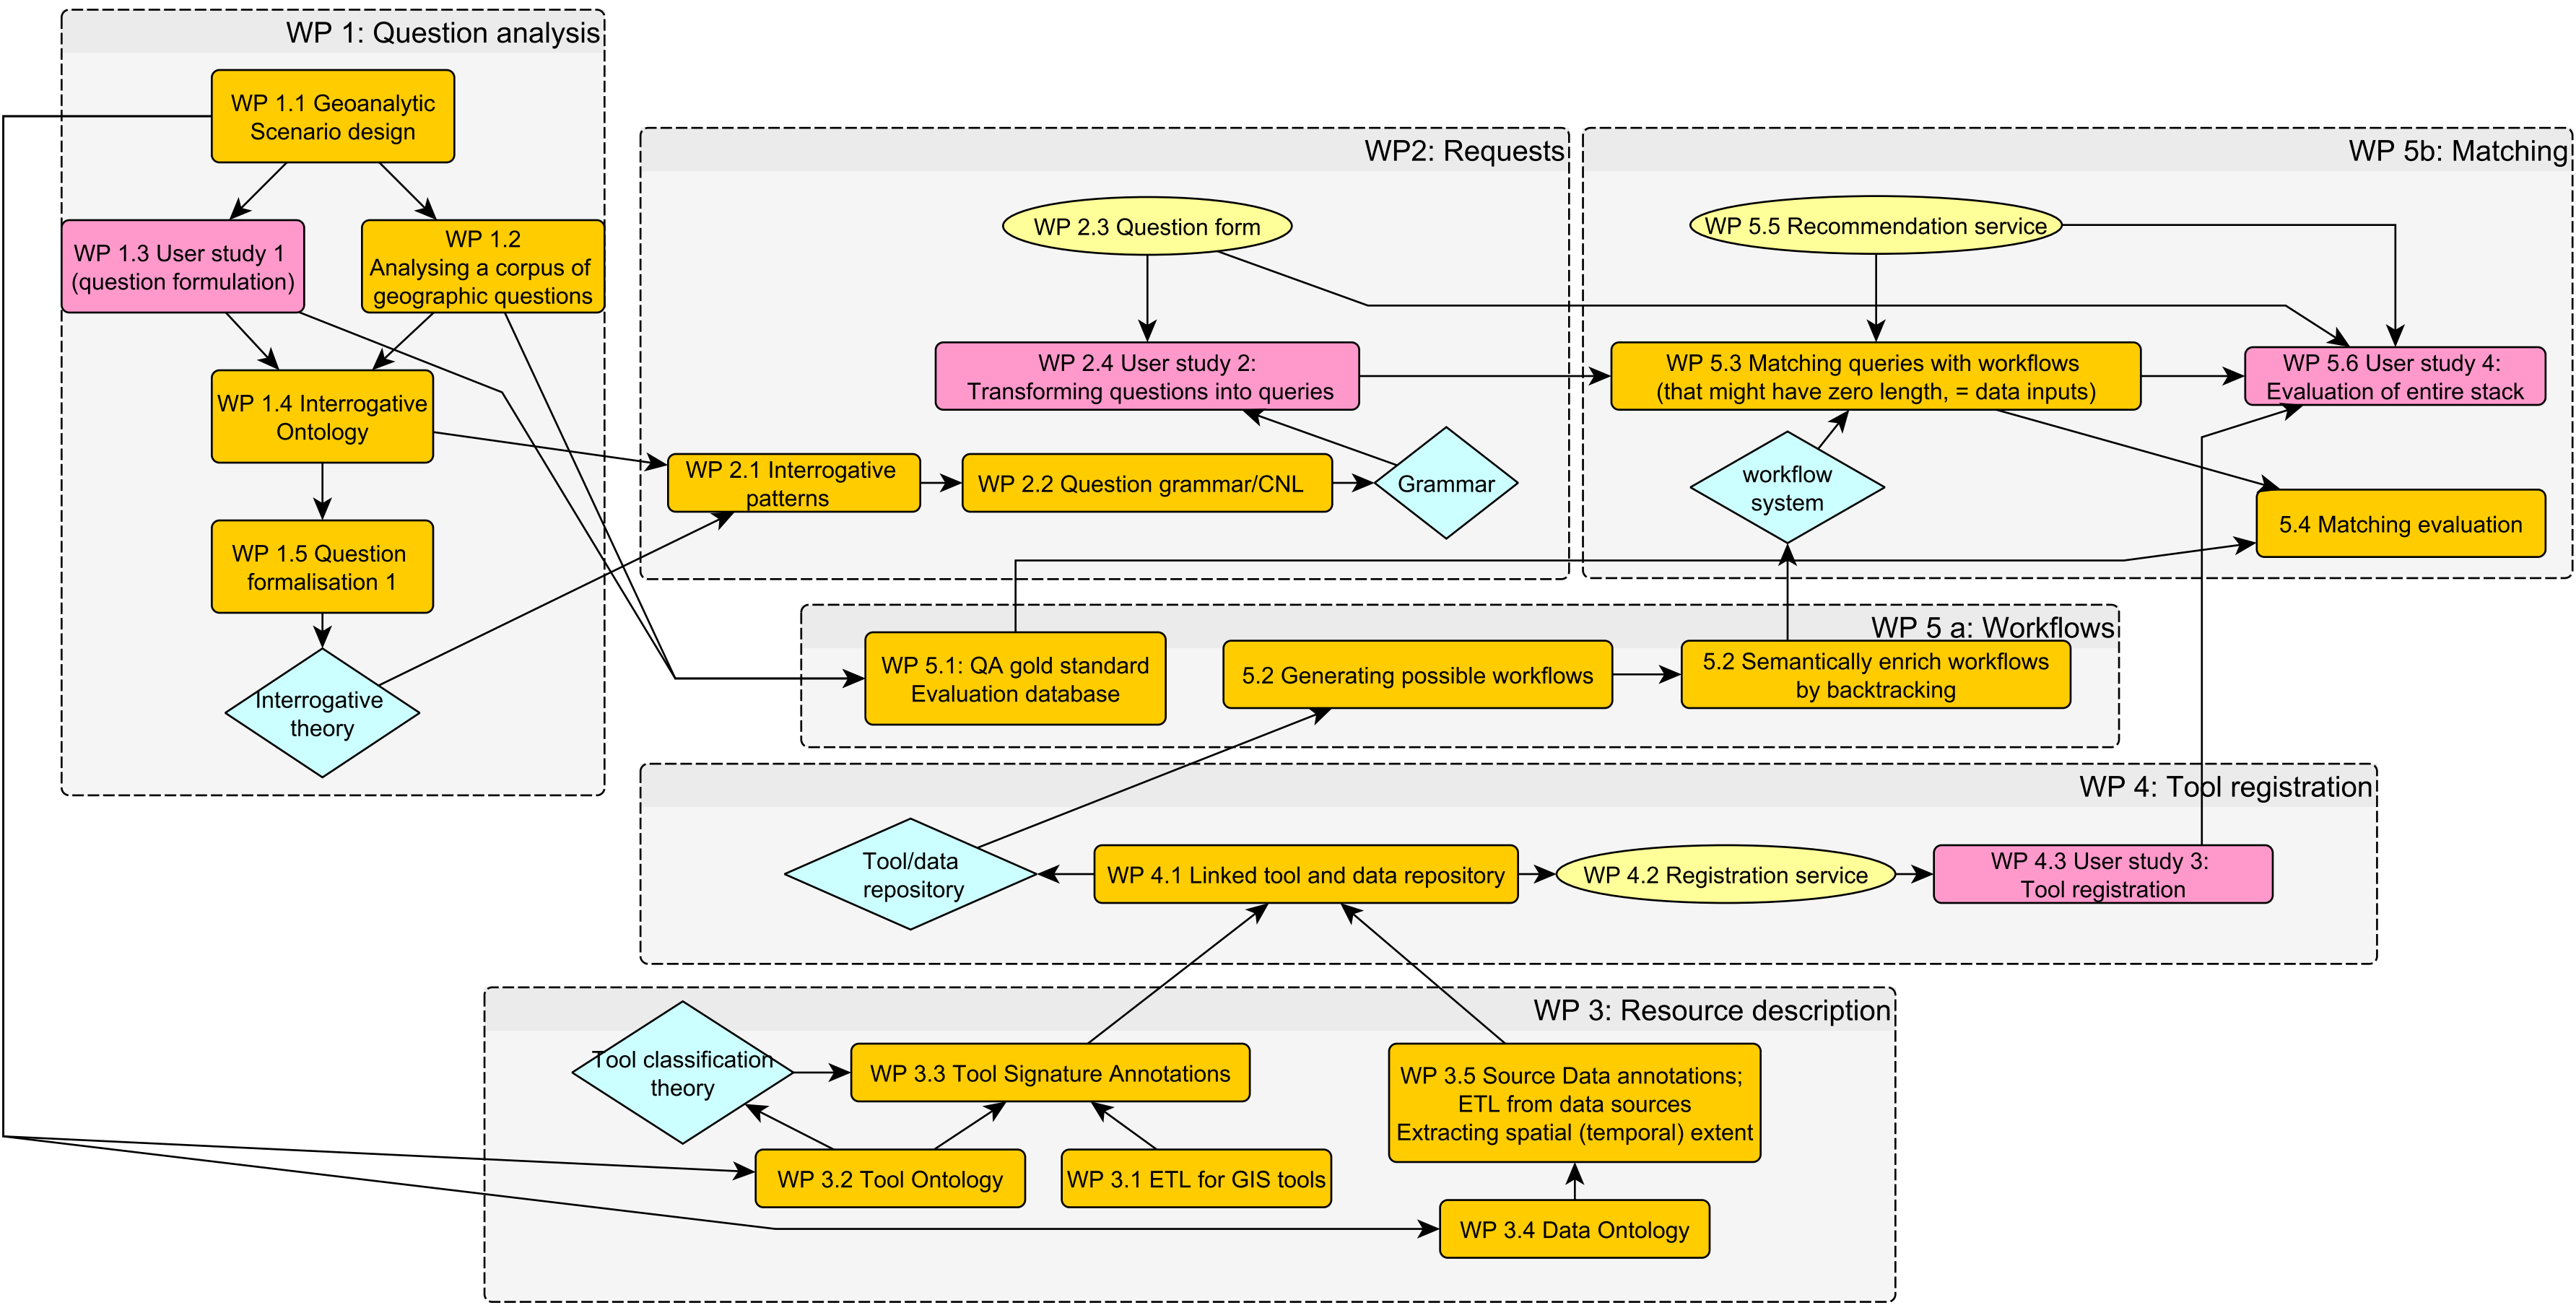 WP 1: Question analysis
WP 1.1 Geoanalytic
Scenario design
WP 1.3 User study 1
(question formulation)
WP 1.2
Analysing a corpus of
geographic questions
WP 1.4 Interrogative
Ontology
WP 1.5 Question
formalisation 1
Interrogative
theory
WP2: Requests
WP 2.3 Question form
WP 2.4 User study 2:
Transforming questions into queries
WP 2.1 Interrogative
patterns
WP 2.2 Question grammar/CNL
Grammar
WP 5b: Matching
WP 5.5 Recommendation service
WP 5.3 Matching queries with workflows
(that might have zero length, = data inputs)
WP 5.6 User study 4:
Evaluation of entire stack
workflow
system
5.4 Matching evaluation
WP 5 a: Workflows
WP 5.1: QA gold standard
Evaluation database
5.2 Generating possible workflows
5.2 Semantically enrich workflows
by backtracking
WP 4: Tool registration
Tool/data
repository
WP 4.1 Linked tool and data repository
WP 4.2 Registration service
WP 4.3 User study 3:
Tool registration
WP 3: Resource description
Tool classification
theory
WP 3.3 Tool Signature Annotations
WP 3.5 Source Data annotations;
ETL from data sources
Extracting spatial (temporal) extent
WP 3.2 Tool Ontology
WP 3.1 ETL for GIS tools
WP 3.4 Data Ontology